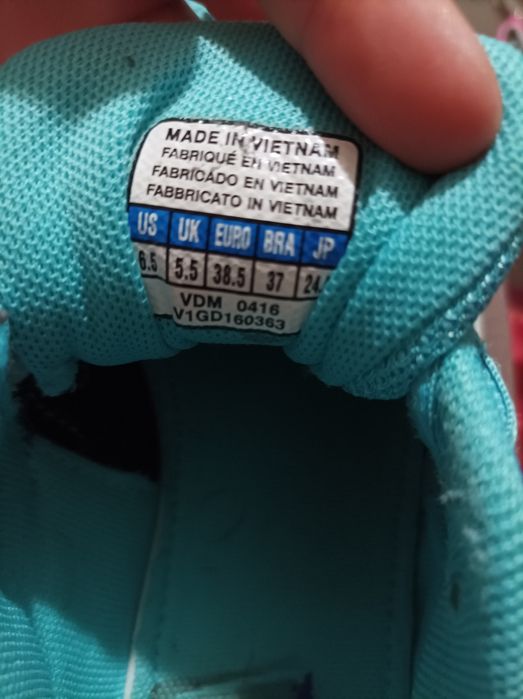 MADE IN VIETNAM
FABRIQUÉ EN VIETNAM
FABRICADO EN VIETNAM
FABBRICATO IN VIETNAM
US UK EURO BRA JP
6.5 5.5 38.5 37 24.
VDM 0416
V1GD160363